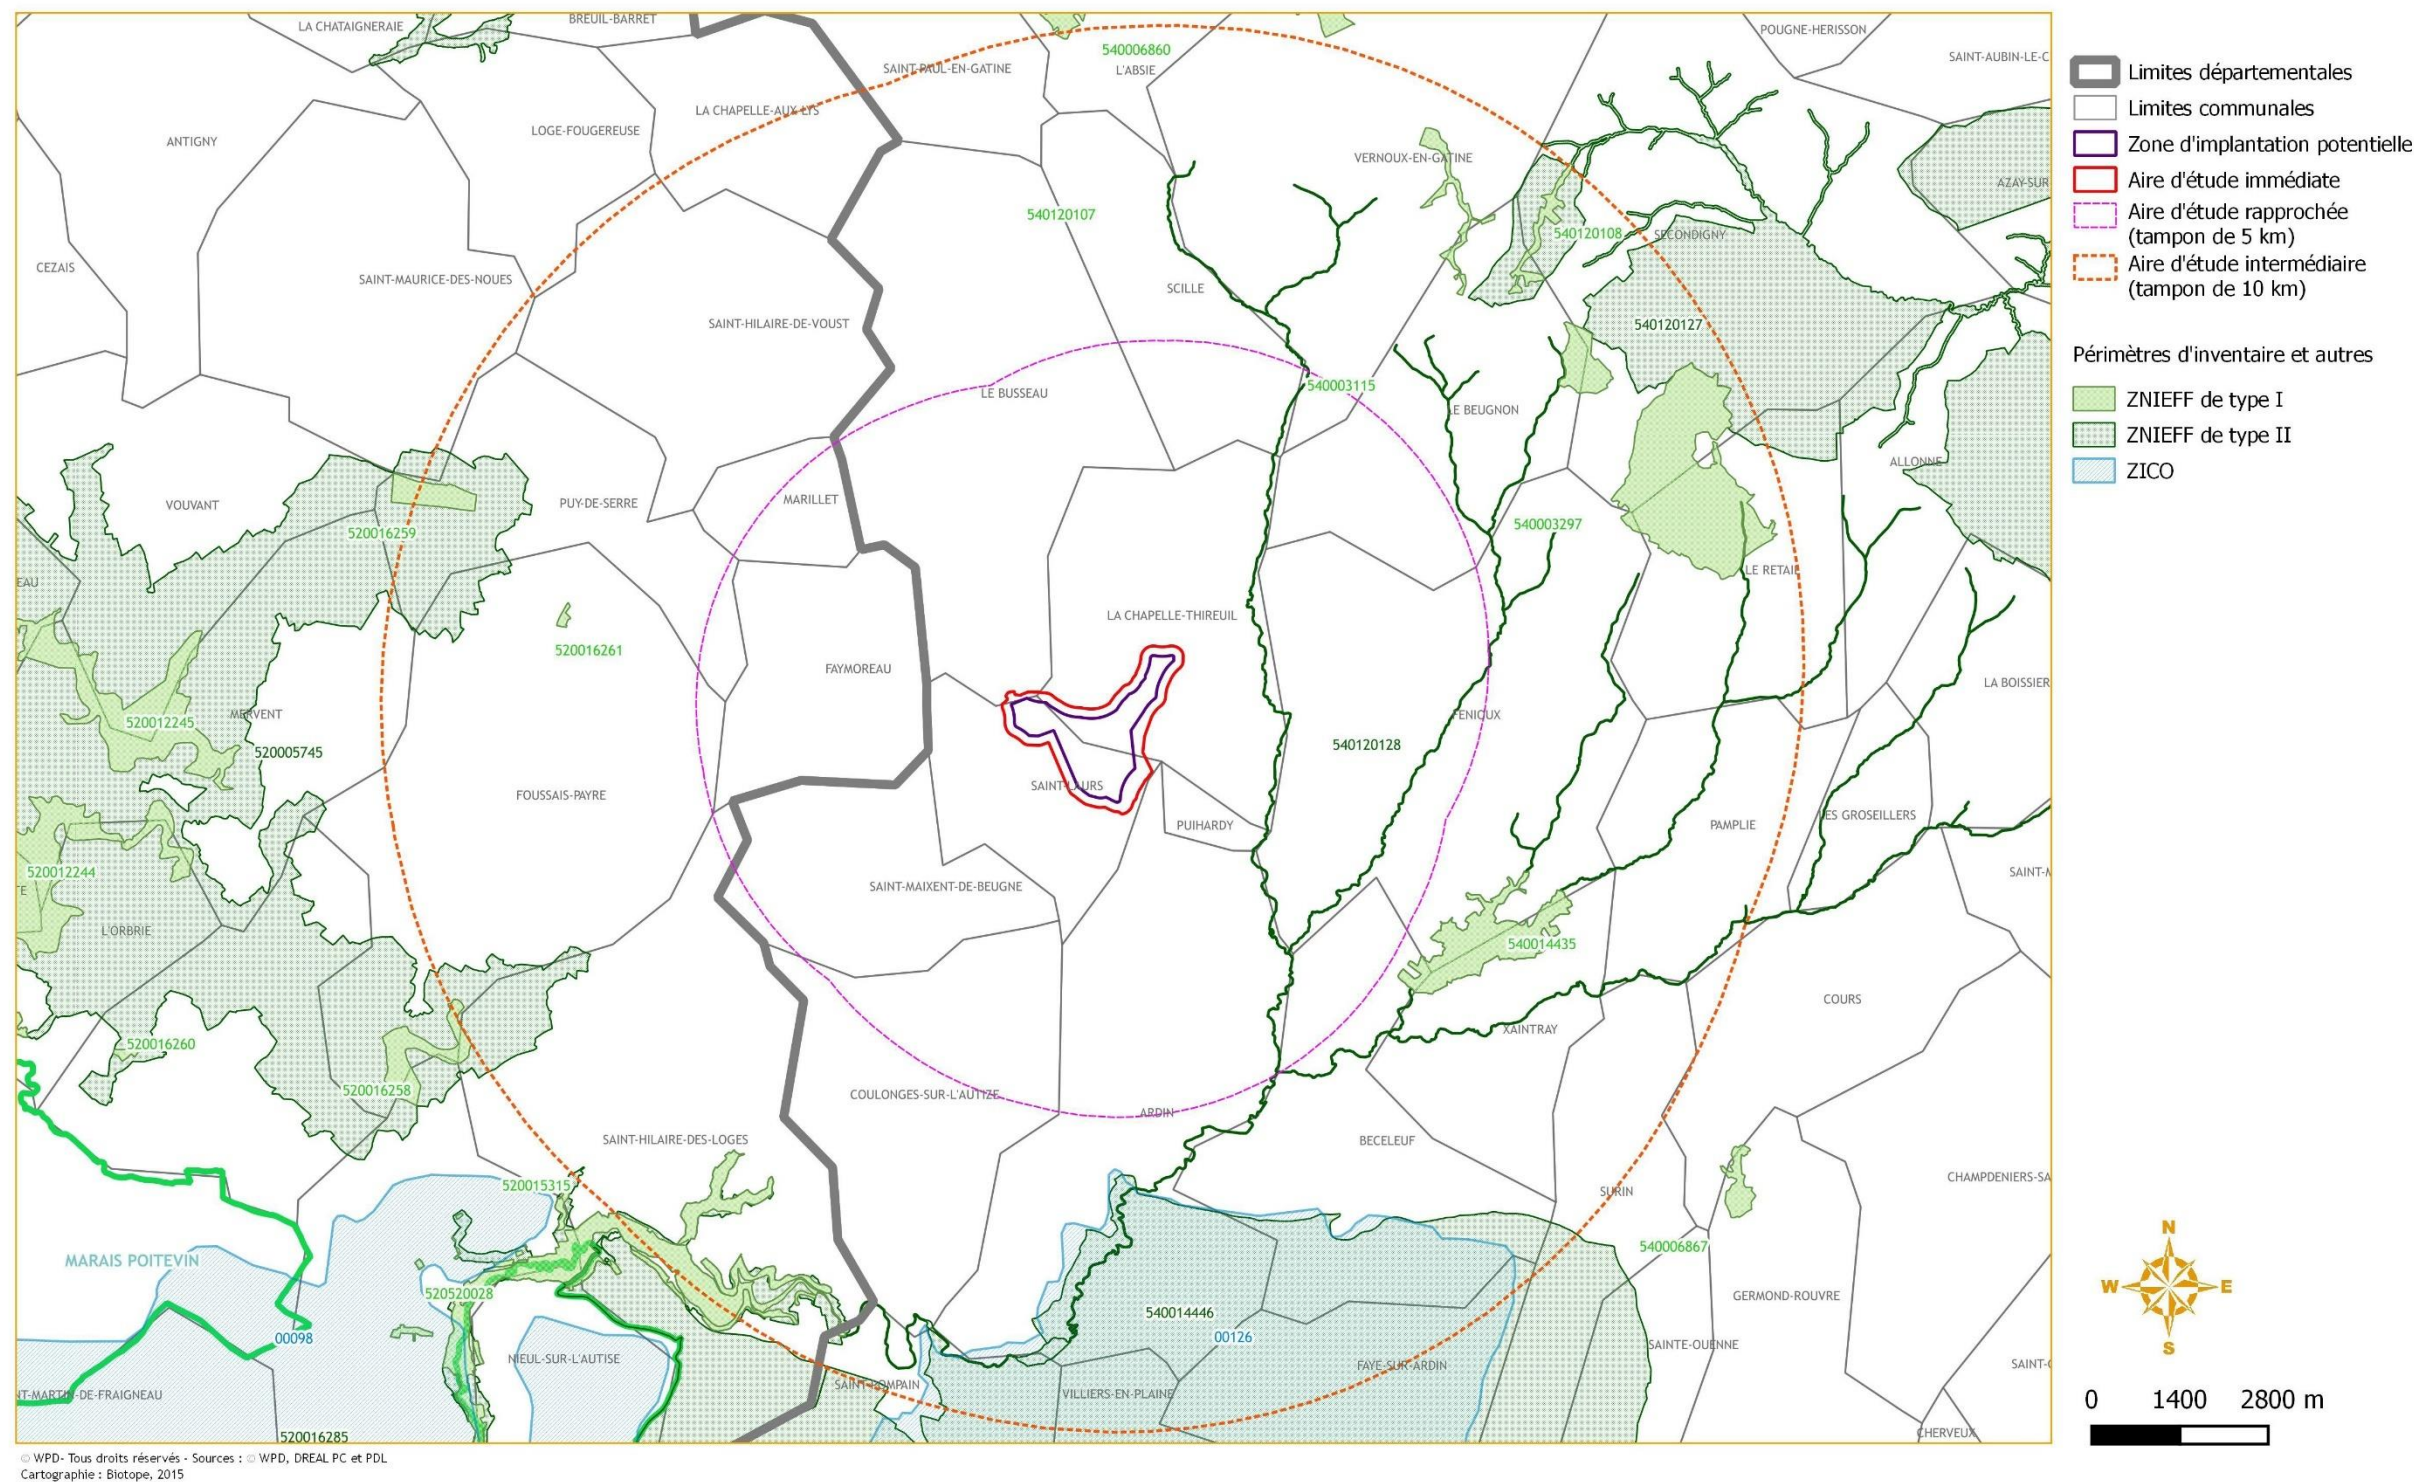 LA CHATAIGNERAIE
BREUIL-BARRET
POUGNE-HERISSON
540006860
SAINT-PAUL-EN-GATINE
L'ABSIE
SAINT-AUBIN-LE-C
LA CHAPELLE-AUX-LYS
LOGE-FOUGEREUSE
ANTIGNY
VERNOUX-EN-GATINE
AZAY-SUR
540120107
540120108
SECONDIGNY
CEZAIS
SAINT-MAURICE-DES-NOUES
SCILLE
SAINT-HILAIRE-DE-VOUST
540120127
540003115
LE BUSSEAU
LE BEUGNON
ALLONNE
VOUVANT
PUY-DE-SERRE
MARILLET
540003297
520016259
LE RETAIL
EAU
LA CHAPELLE-THIREUIL
520016261
FAYMOREAU
LA BOISSIER
520012245
MERVENT
FENIOUX
540120128
520005745
SAINT-LAURS
FOUSSAIS-PAYRE
LES GROSEILLERS
PUIHARDY
PAMPLIE
520012244
TE
SAINT-M
SAINT-MAIXENT-DE-BEUGNE
L'ORBRIE
540014435
COURS
XAINTRAY
520016260
520016258
COULONGES-SUR-L'AUTIZE
ARDIN
SAINT-HILAIRE-DES-LOGES
BECELEUF
CHAMPDENIERS-SA
520015315
SURIN
540006867
MARAIS POITEVIN
520520028
GERMOND-ROUVRE
540014446
00098
00126
SAINTE-OUENNE
NIEUL-SUR-L'AUTISE
FAYE-SUR-ARDIN
SAINT-
SAINT-POMPAIN
NT-MARTIN-DE-FRAIGNEAU
VILLIERS-EN-PLAINE
CHERVEUX
520016285
Limites départementales
Limites communales
Zone d'implantation potentielle
Aire d'étude immédiate
Aire d'étude rapprochée
(tampon de 5 km)
Aire d'étude intermédiaire
(tampon de 10 km)
Périmètres d'inventaire et autres
ZNIEFF de type I
ZNIEFF de type II
ZICO
N
W E
S
0 1400 2800 m
© WPD- Tous droits réservés - Sources : © WPD, DREAL PC et PDL
Cartographie : Biotope, 2015